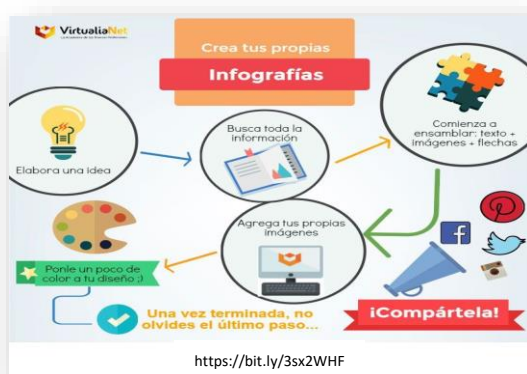 VirtualiaNet
Crea tus propias
Infografías
Elabora una idea
Busca toda la
información
Comienza a
ensamblar: texto +
imágenes + flechas
Agrega tus propias
imágenes
Ponle un poco de
color a tu diseño ;)
Una vez terminada, no
olvides el último paso...
¡Compártela!
https://bit.ly/3sx2WHF